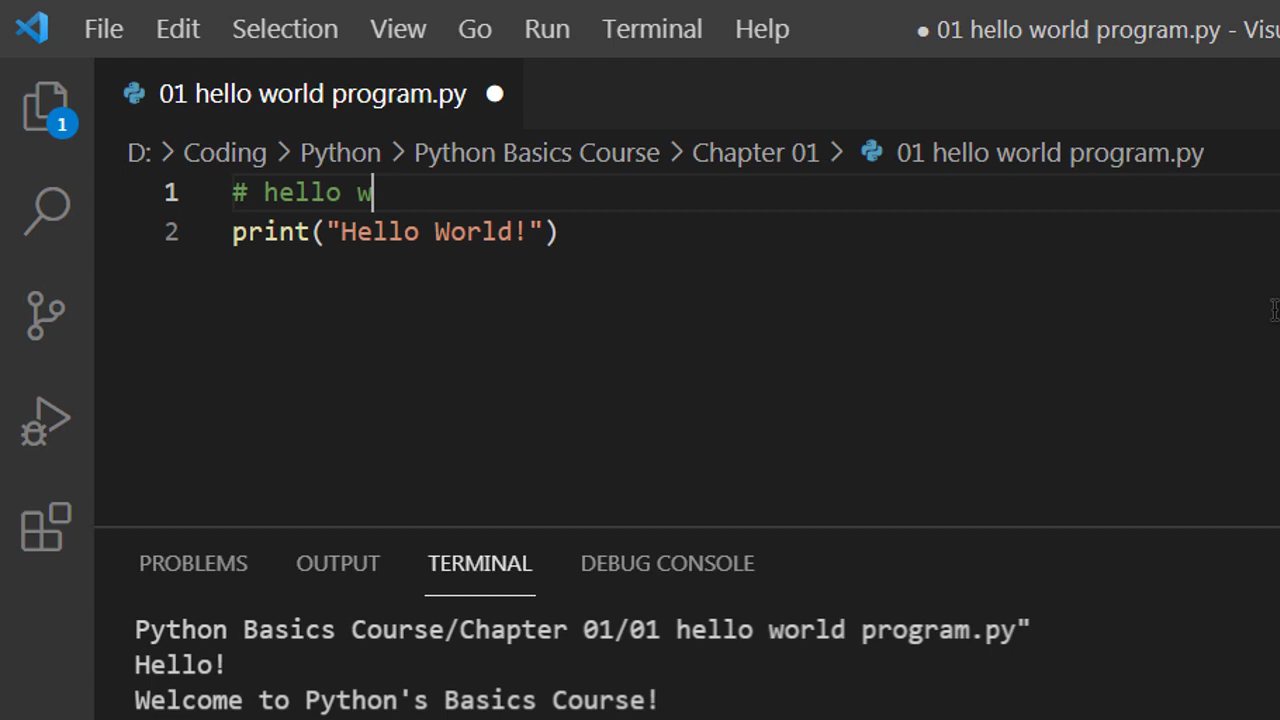 File Edit Selection View Go Run Terminal Help ● 01 hello world program.py -
01 hello world program.py ●
D: > Coding > Python > Python Basics Course > Chapter 01 > 01 hello world program.py
1 # hello w
2 print("Hello World!")
1
PROBLEMS OUTPUT TERMINAL DEBUG CONSOLE
Python Basics Course/Chapter 01/01 hello world program.py"
Hello!
Welcome to Python's Basics Course!